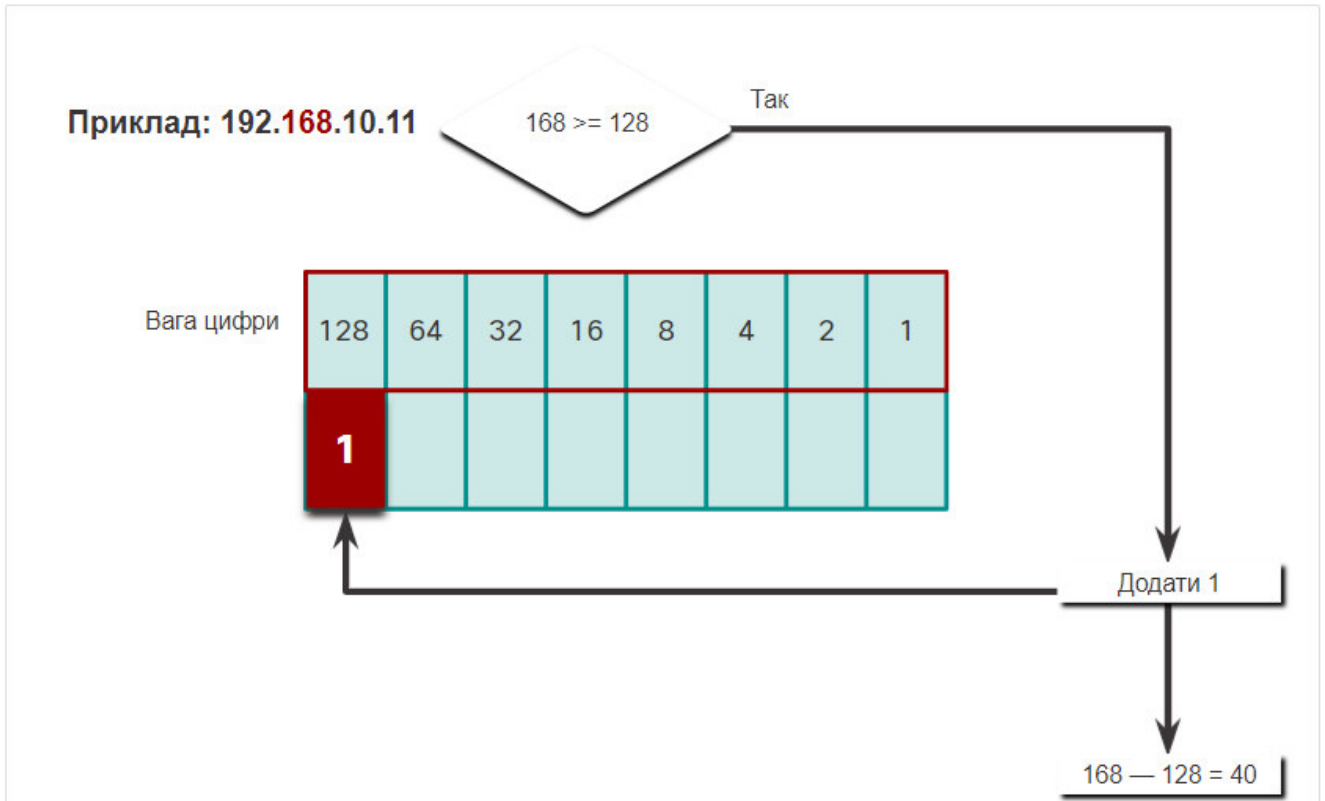 Приклад: 192.168.10.11
168 >= 128
Так
Вага цифри
128 64 32 16 8 4 2 1
1
Додати 1
168 — 128 = 40